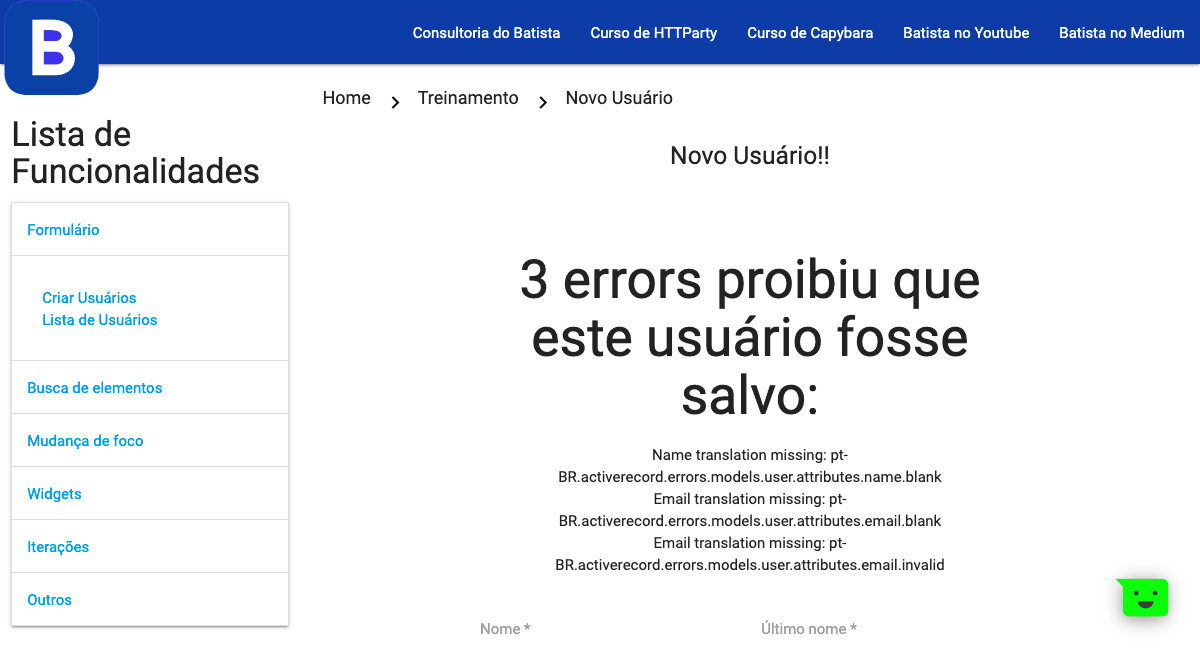 B
Consultoria do Batista
Curso de HTTParty
Curso de Capybara
Batista no Youtube
Batista no Medium
Home
Treinamento
Novo Usuário
Lista de
Funcionalidades
Formulário
Criar Usuários
Lista de Usuários
Busca de elementos
Mudança de foco
Widgets
Iterações
Outros
Novo Usuário!!
3 errors proibiu que
este usuário fosse
salvo:
Name translation missing: pt-
BR.activerecord.errors.models.user.attributes.name.blank
Email translation missing: pt-
BR.activerecord.errors.models.user.attributes.email.blank
Email translation missing: pt-
BR.activerecord.errors.models.user.attributes.email.invalid
Nome *
Último nome *